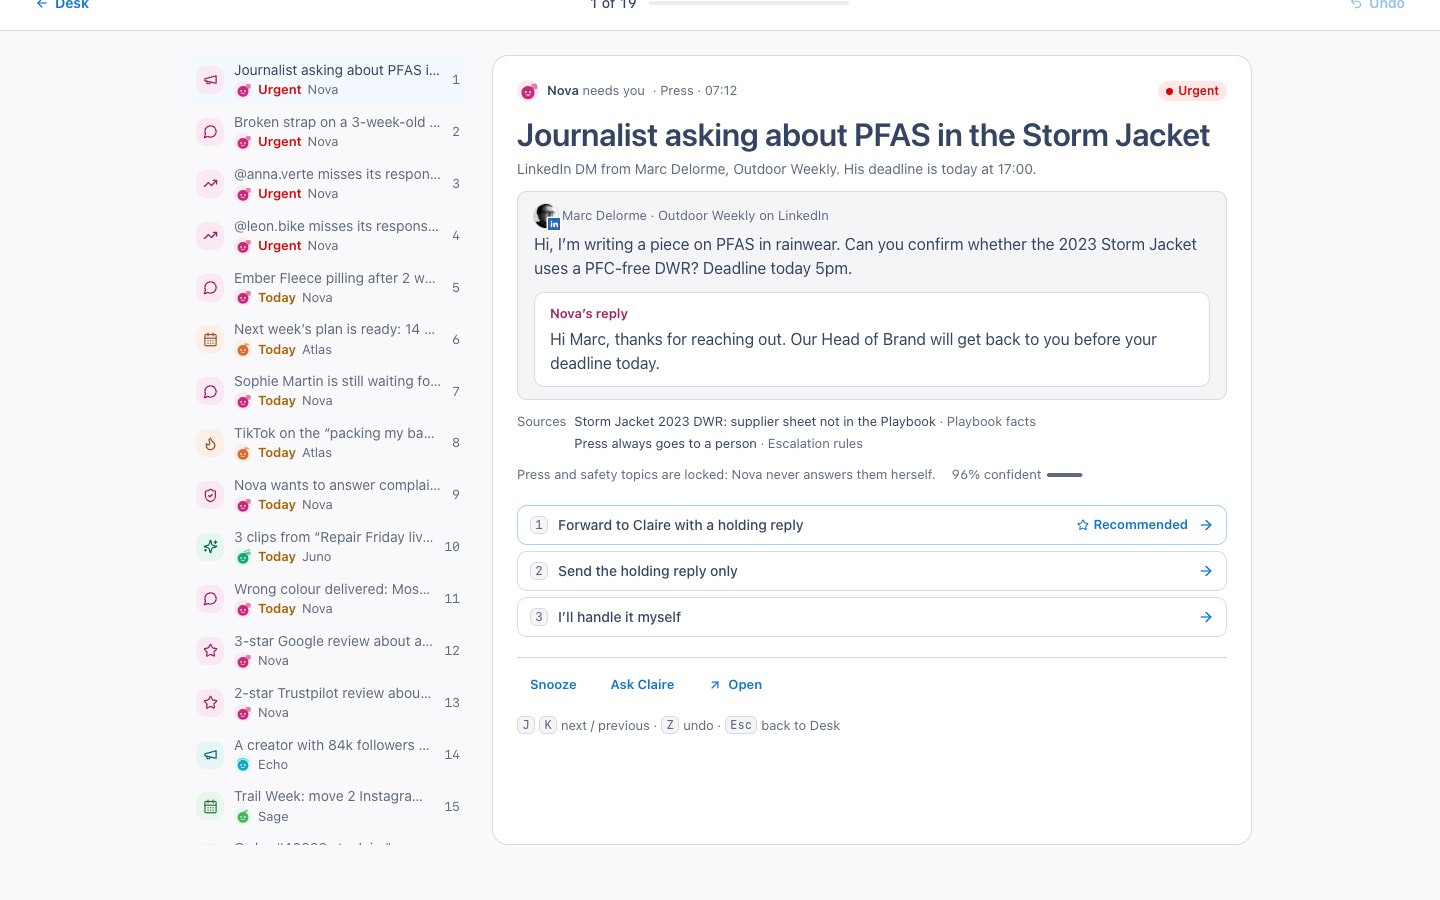 Desk
1 of 19
Undo
Journalist asking about PFAS i...
Urgent Nova
1
Broken strap on a 3-week-old ...
Urgent Nova
2
@anna.verte misses its respon...
Urgent Nova
3
@leon.bike misses its respons...
Urgent Nova
4
Ember Fleece pilling after 2 w...
Today Nova
5
Next week’s plan is ready: 14 ...
Today Atlas
6
Sophie Martin is still waiting fo...
Today Nova
7
TikTok on the “packing my ba...
Today Atlas
8
Nova wants to answer complai...
Today Nova
9
3 clips from “Repair Friday liv...
Today Juno
10
Wrong colour delivered: Mos...
Today Nova
11
3-star Google review about a...
Nova
12
2-star Trustpilot review abou...
Nova
13
A creator with 84k followers ...
Echo
14
Trail Week: move 2 Instagra...
Sage
15
Nova needs you · Press · 07:12
Urgent
Journalist asking about PFAS in the Storm Jacket
LinkedIn DM from Marc Delorme, Outdoor Weekly. His deadline is today at 17:00.
in
Marc Delorme · Outdoor Weekly on LinkedIn
Hi, I’m writing a piece on PFAS in rainwear. Can you confirm whether the 2023 Storm Jacket
uses a PFC-free DWR? Deadline today 5pm.
Nova’s reply
Hi Marc, thanks for reaching out. Our Head of Brand will get back to you before your
deadline today.
Sources Storm Jacket 2023 DWR: supplier sheet not in the Playbook · Playbook facts
Press always goes to a person · Escalation rules
Press and safety topics are locked: Nova never answers them herself. 96% confident
1 Forward to Claire with a holding reply Recommended
2 Send the holding reply only
3 I’ll handle it myself
Snooze Ask Claire Open
J K next / previous · Z undo · Esc back to Desk